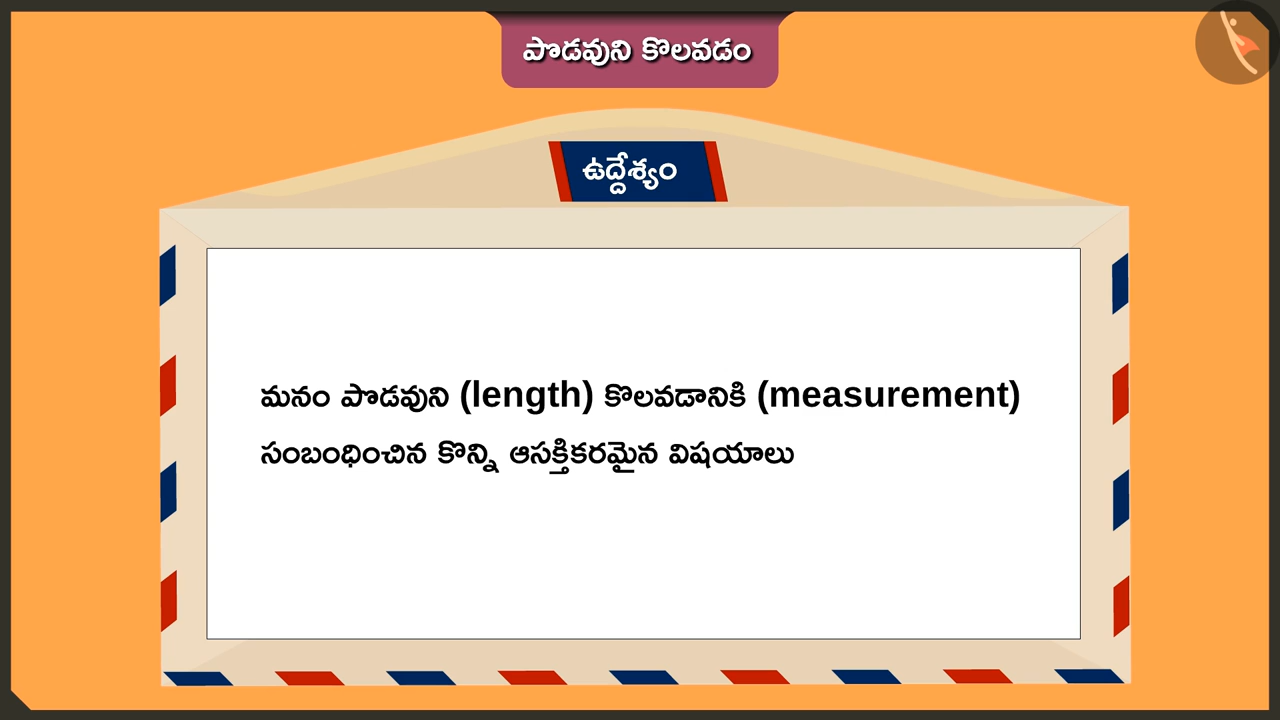 పొడవుని కొలవడం
ఉద్దేశ్యం
మనం పొడవుని (length) కొలవడానికి (measurement)
సంబంధించిన కొన్ని ఆసక్తికరమైన విషయాలు